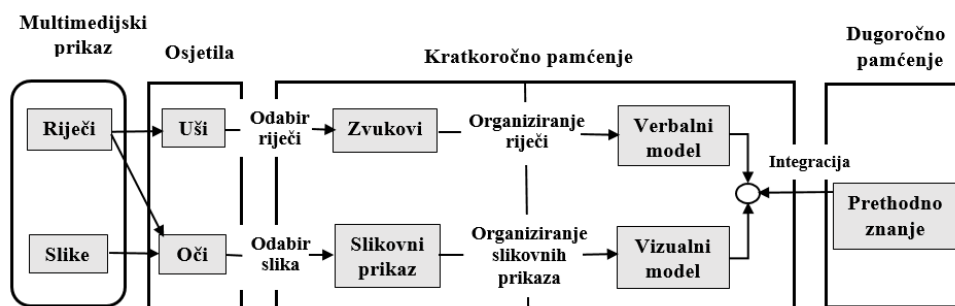 Multimedijski
prikaz
Osjetila
Kratkoročno pamćenje
Dugoročno
pamćenje
Riječi
Uši
Odabir
riječi
Zvukovi
Organiziranje
riječi
Verbalni
model
Integracija
Prethodno
znanje
Slike
Oči
Odabir
slika
Slikovni
prikaz
Organiziranje
slikovnih
prikaza
Vizualni
model